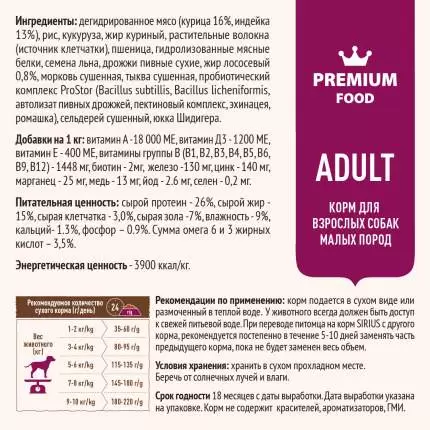 Ингредиенты: дегидрированное мясо (курица 16%, индейка
13%), рис, кукуруза, жир куриный, растительные волокна
(источник клетчатки), пшеница, гидролизованные мясные
белки, семена льна, дрожжи пивные сухие, жир лососевый
0,8%, морковь сушенная, тыква сушенная, пробиотический
комплекс ProStor (Bacillus subtillis, Bacillus licheniformis,
автолизат пивных дрожжей, пектиновый комплекс, эхинацея,
ромашка), сельдерей сушенный, юкка Шидигера.
Добавки на 1 кг: витамин А -18 000 МЕ, витамин Д3 - 1200 МЕ,
витамин Е - 400 МЕ, витамины группы В (В1, В2, В3, В4, В5, В6,
В9, В12) - 1448 мг, биотин - 2мг, железо -130 мг, цинк - 140 мг,
марганец - 25 мг, медь - 13 мг, йод - 2.6 мг, селен - 0,2 мг.
Питательная ценность: сырой протеин - 26%, сырой жир -
15%, сырая клетчатка - 3,0%, сырая зола -7%, влажность - 9%,
кальций- 1.3%, фосфор – 0.9%. Сумма омега 6 и 3 жирных
кислот – 3,5%.
Энергетическая ценность - 3900 ккал/кг.
PREMIUM
FOOD
ADULT
КОРМ ДЛЯ
ВЗРОСЛЫХ СОБАК
МАЛЫХ ПОРОД
Рекомендуемое количество
сухого корма (г/день)
24
Вес
животного
(кг)
1-2 кг/kg 35-60 г/g
3-4 кг/kg 80-95 г/g
5-6 кг/kg 115-135 г/g
7-8 кг/kg 145-180 г/g
9-10 кг/kg 180-220 г/g
Рекомендации по применению: корм подается в сухом виде или
размоченный в теплой воде. У животного всегда должен быть доступ
к свежей питьевой воде. При переводе питомца на корм SIRIUS с другого
корма, рекомендуется постепенно в течение 5-10 дней заменять часть
предыдущего корма, пока не будет заменен весь объем.
Условия хранения: хранить в сухом прохладном месте.
Беречь от солнечных лучей и влаги.
Срок годности 18 месяцев с даты выработки. Дата выработки указана
на упаковке. Корм не содержит красителей, ароматизаторов, ГМИ.